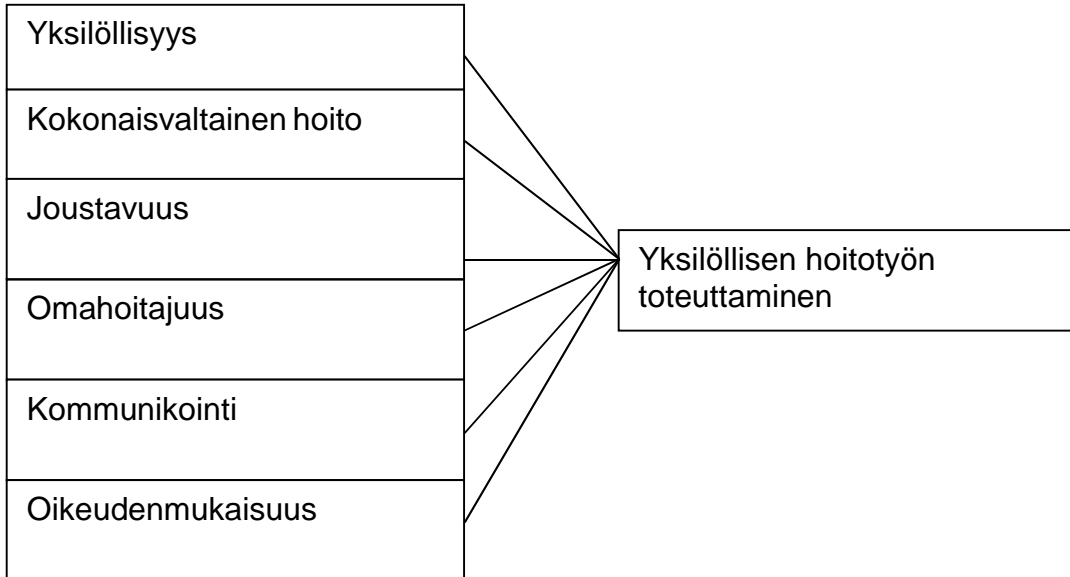 Yksilöllisyys
Kokonaisvaltainen hoito
Joustavuus
Omahoitajuus
Kommunikointi
Oikeudenmukaisuus
Yksilöllisen hoitotyön
toteuttaminen